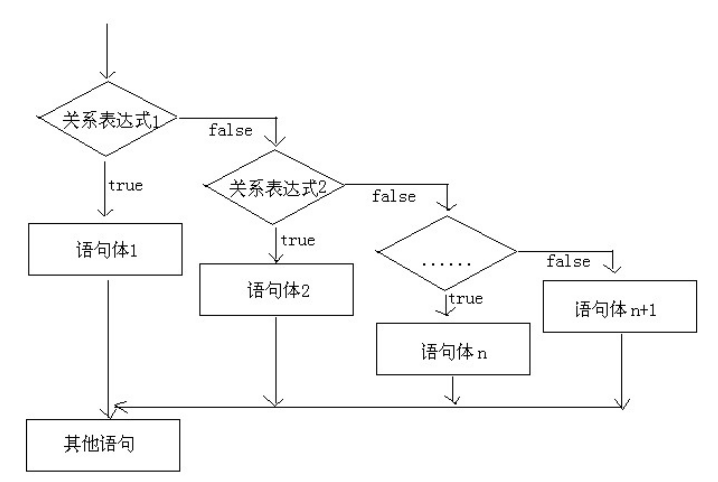 关系表达式1
false
true
关系表达式2
false
true
语句体1
......
false
语句体2
true
语句体n+1
语句体n
其他语句